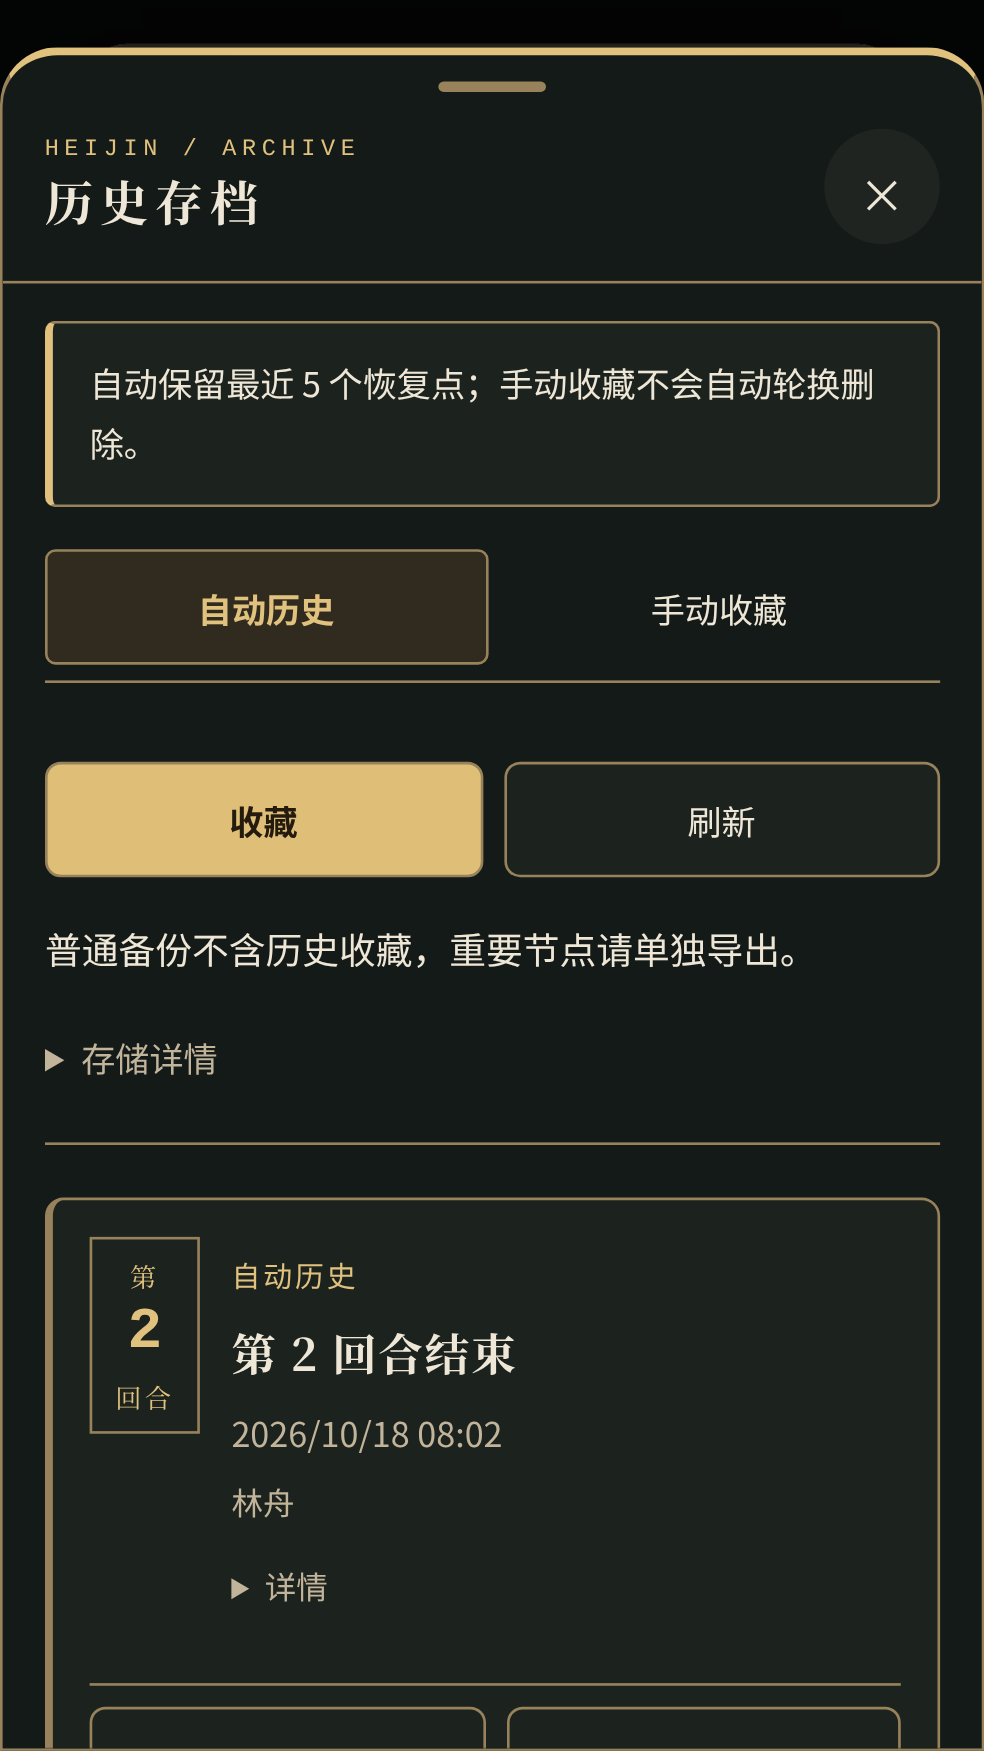 HEIJIN / ARCHIVE
历史存档
自动保留最近 5 个恢复点；手动收藏不会自动轮换删
除。
自动历史
手动收藏
收藏
刷新
普通备份不含历史收藏，重要节点请单独导出。
存储详情
第
2
回合
自动历史
第 2 回合结束
2026/10/18 08:02
林舟
详情